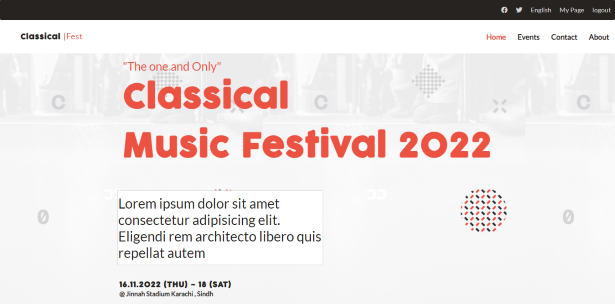 English My Page logout
Classical |Fest Home Events Contact About
"The one and Only"
Classical
Music Festival 2022
Lorem ipsum dolor sit amet
consectetur adipisicing elit.
Eligendi rem architecto libero quis
repellat autem
16.11.2022 (THU) ~ 18 (SAT)
@ Jinnah Stadium Karachi , Sindh